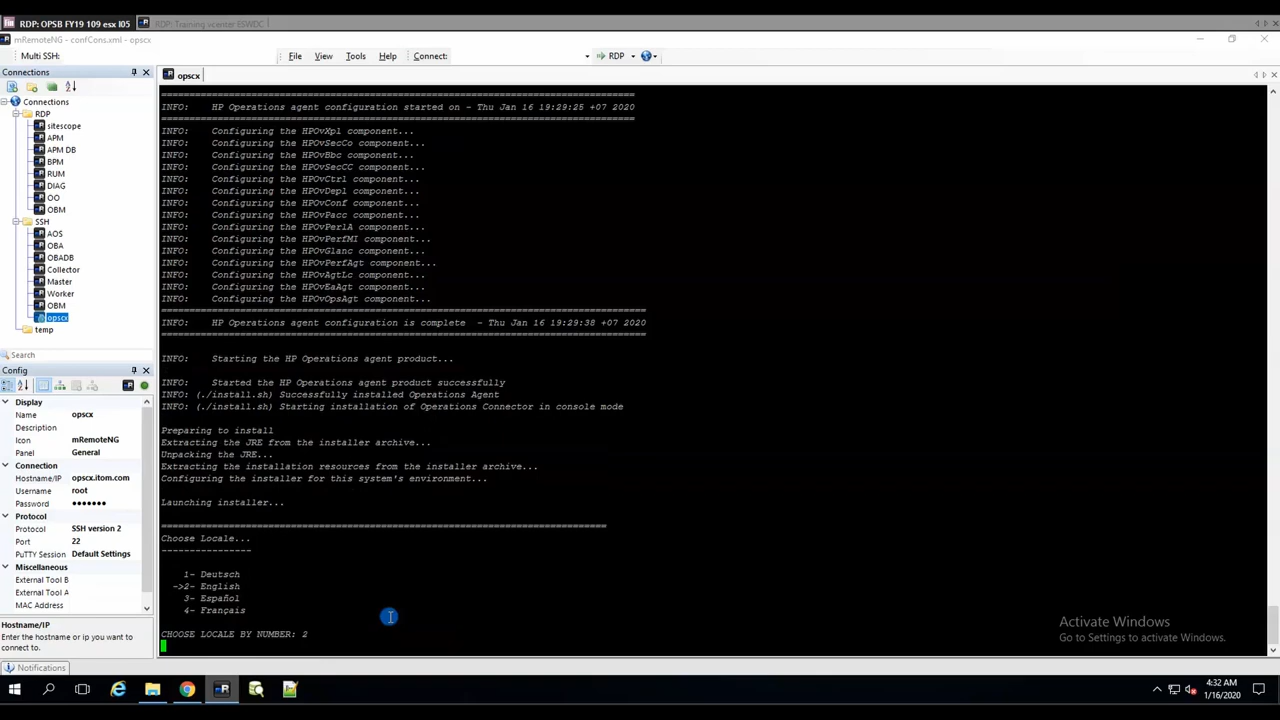 RDP: OPSB FY19 109 esx I05
RDP: Training vcenter ESWDC
mRemoteNG - confCons.xml - opscx
Multi SSH:
File View Tools Help Connect: RDP
Connections
opscx
Connections
RDP
sitescope
APM
APM DB
BPM
RUM
DIAG
OO
OBM
SSH
AOS
OBA
OBADB
Collector
Master
Worker
OBM
opscx
temp
Search
Config
Display
Name opscx
Description
Icon mRemoteNG
Panel General
Connection
Hostname/IP opscx.itom.com
Username root
Password •••••••
Protocol
Protocol SSH version 2
Port 22
PuTTY Session Default Settings
Miscellaneous
External Tool B
External Tool A
MAC Address
Hostname/IP
Enter the hostname or ip you want to connect to.
Notifications
================================================================================
INFO: HP Operations agent configuration started on - Thu Jan 16 19:29:25 +07 2020
================================================================================
INFO: Configuring the HPOvXpl component...
INFO: Configuring the HPOvSecCo component...
INFO: Configuring the HPOvBbc component...
INFO: Configuring the HPOvSecCC component...
INFO: Configuring the HPOvCtrl component...
INFO: Configuring the HPOvDepl component...
INFO: Configuring the HPOvConf component...
INFO: Configuring the HPOvPacc component...
INFO: Configuring the HPOvPerlA component...
INFO: Configuring the HPOvPerfMI component...
INFO: Configuring the HPOvGlanc component...
INFO: Configuring the HPOvPerfAgt component...
INFO: Configuring the HPOvAgtLc component...
INFO: Configuring the HPOvEaAgt component...
INFO: Configuring the HPOvOpsAgt component...
================================================================================
INFO: HP Operations agent configuration is complete - Thu Jan 16 19:29:38 +07 2020
================================================================================
INFO: Starting the HP Operations agent product...
INFO: Started the HP Operations agent product successfully
INFO: (./install.sh) Successfully installed Operations Agent
INFO: (./install.sh) Starting installation of Operations Connector in console mode
Preparing to install
Extracting the JRE from the installer archive...
Unpacking the JRE...
Extracting the installation resources from the installer archive...
Configuring the installer for this system's environment...
Launching installer...
================================================================================
Choose Locale...
----------------
1- Deutsch
->2- English
3- Español
4- Français
CHOOSE LOCALE BY NUMBER: 2
Activate Windows
Go to Settings to activate Windows.
4:32 AM
1/16/2020